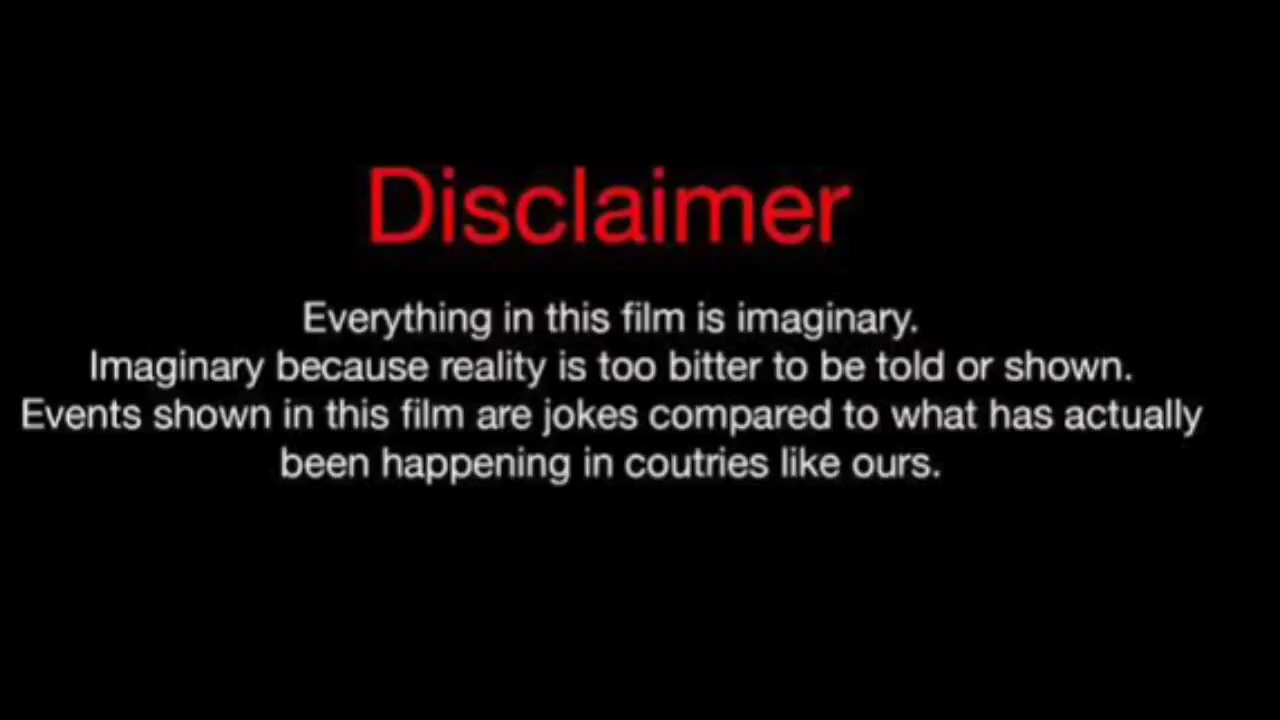 Disclaimer
Everything in this film is imaginary.
Imaginary because reality is too bitter to be told or shown.
Events shown in this film are jokes compared to what has actually
been happening in coutries like ours.